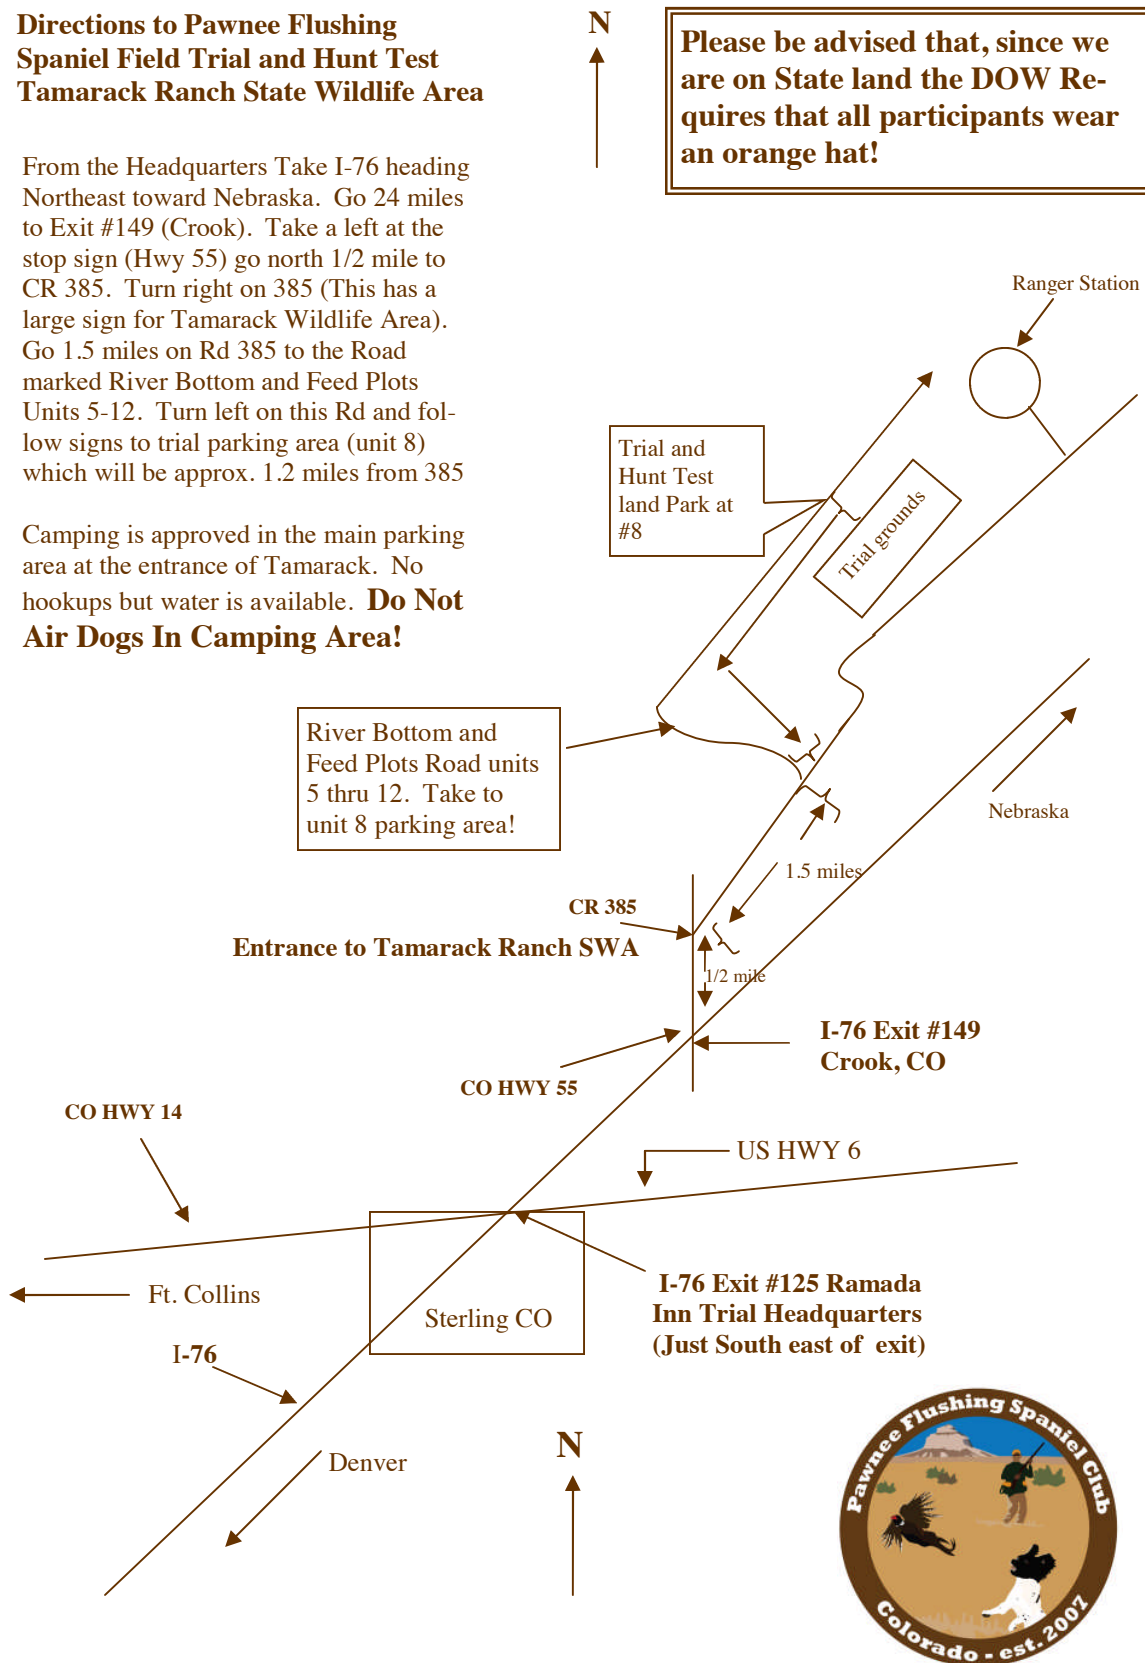 Directions to Pawnee Flushing
Spaniel Field Trial and Hunt Test
Tamarack Ranch State Wildlife Area
N
Please be advised that, since we
are on State land the DOW Re-
quires that all participants wear
an orange hat!
From the Headquarters Take I-76 heading
Northeast toward Nebraska.  Go 24 miles
to Exit #149 (Crook).  Take a left at the
stop sign (Hwy 55) go north 1/2 mile to
CR 385.  Turn right on 385 (This has a
large sign for Tamarack Wildlife Area).
Go 1.5 miles on Rd 385 to the Road
marked River Bottom and Feed Plots
Units 5-12.  Turn left on this Rd and fol-
low signs to trial parking area (unit 8)
which will be approx. 1.2 miles from 385
Camping is approved in the main parking
area at the entrance of Tamarack.  No
hookups but water is available.  Do Not
Air Dogs In Camping Area!
Ranger Station
Trial and
Hunt Test
land Park at
#8
Trial grounds
River Bottom and
Feed Plots Road units
5 thru 12.  Take to
unit 8 parking area!
Nebraska
1.5 miles
CR 385
Entrance to Tamarack Ranch SWA
1/2 mile
I-76 Exit #149
Crook, CO
CO HWY 55
CO HWY 14
US HWY 6
Ft. Collins
Sterling CO
I-76 Exit #125 Ramada
Inn Trial Headquarters
(Just South east of  exit)
I-76
Denver
N
Pawnee Flushing Spaniel Club
Colorado - est. 2007